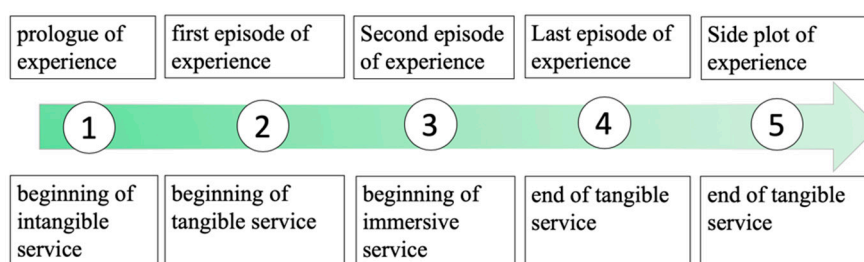 prologue of
experience
first episode of
experience
Second episode
of experience
Last episode of
experience
Side plot of
experience
1
2
3
4
5
beginning of
intangible
service
beginning of
tangible service
beginning of
immersive
service
end of tangible
service
end of tangible
service